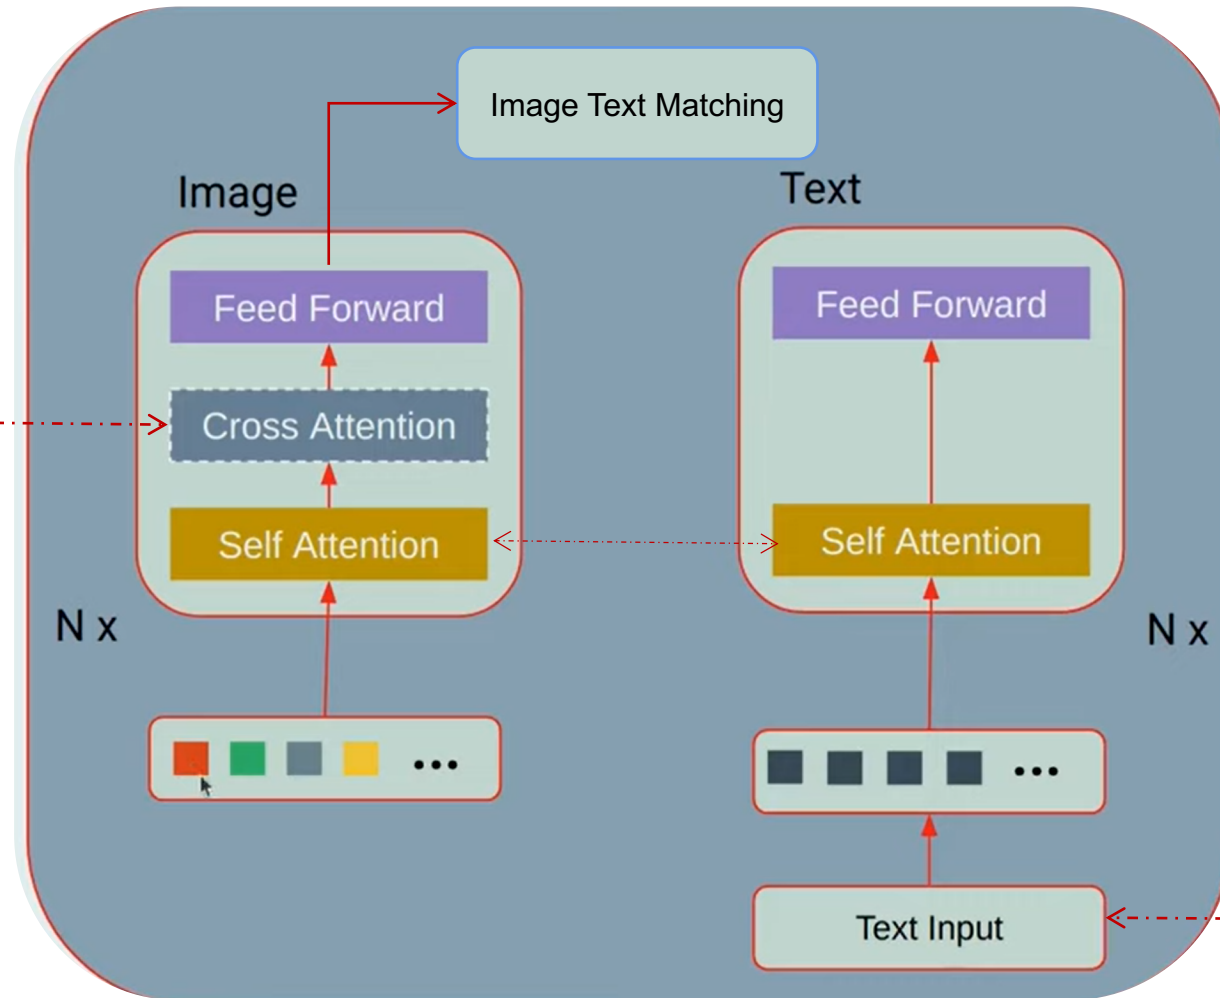 Image Text Matching
Image
Text
Feed Forward
Feed Forward
Cross Attention
Self Attention
Self Attention
N x
N x
...
...
Text Input